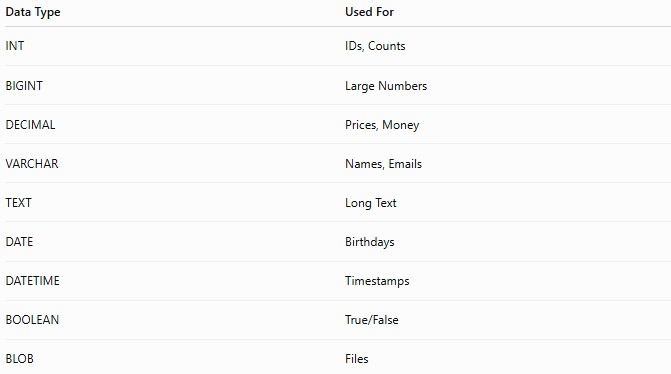 Data Type Used For
INT IDs, Counts
BIGINT Large Numbers
DECIMAL Prices, Money
VARCHAR Names, Emails
TEXT Long Text
DATE Birthdays
DATETIME Timestamps
BOOLEAN True/False
BLOB Files